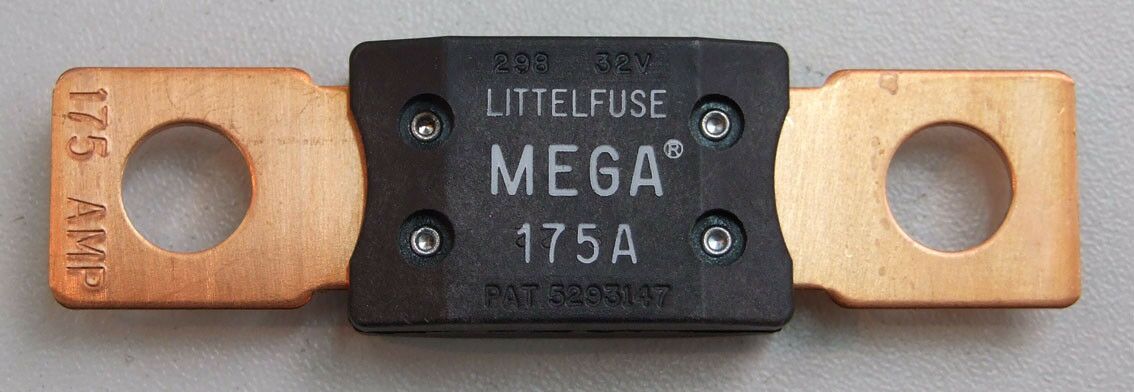 175 AMP
298 32V
LITTELFUSE
MEGA®
175A
PAT 5293147